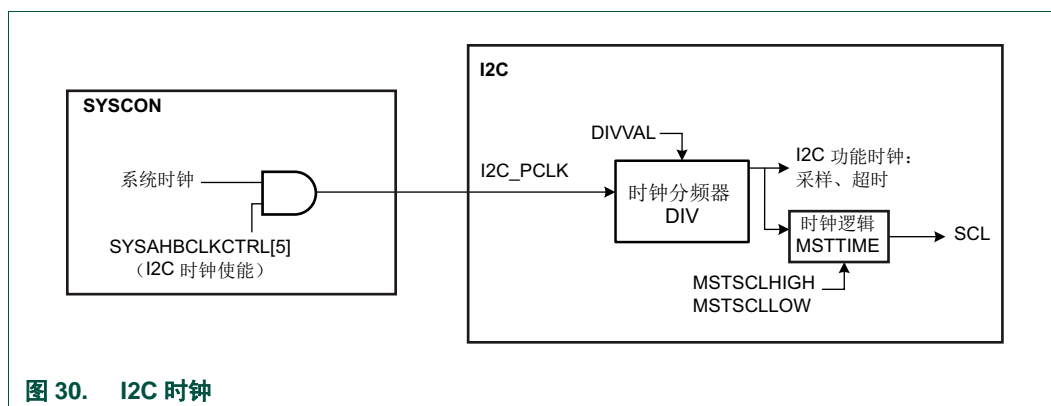 SYSCON
系统时钟
SYSAHBCLKCTRL[5]
（I2C 时钟使能）
I2C
I2C_PCLK
DIVVAL
时钟分频器
DIV
I2C 功能时钟：
采样、超时
时钟逻辑
MSTTIME
SCL
MSTSCLHIGH
MSTSCLLOW
图 30. I2C 时钟